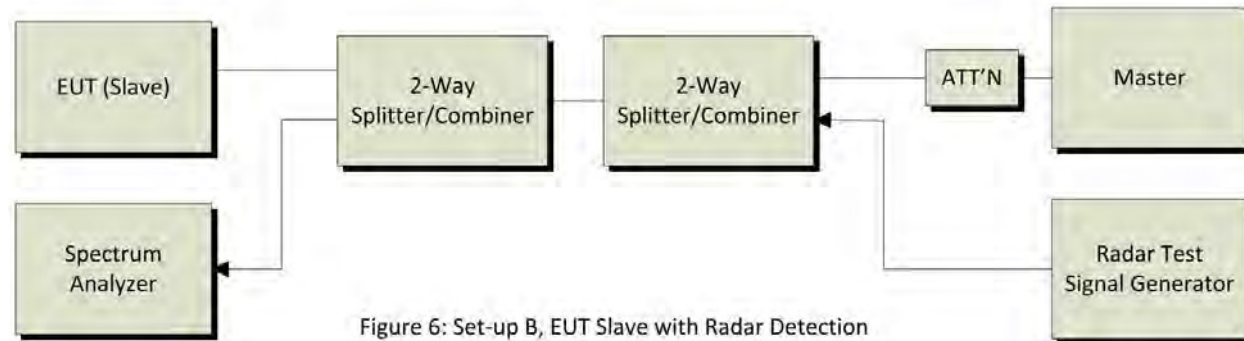 EUT (Slave)
2-Way
Splitter/Combiner
2-Way
Splitter/Combiner
ATT'N
Master
Spectrum
Analyzer
Radar Test
Signal Generator
Figure 6: Set-up B, EUT Slave with Radar Detection